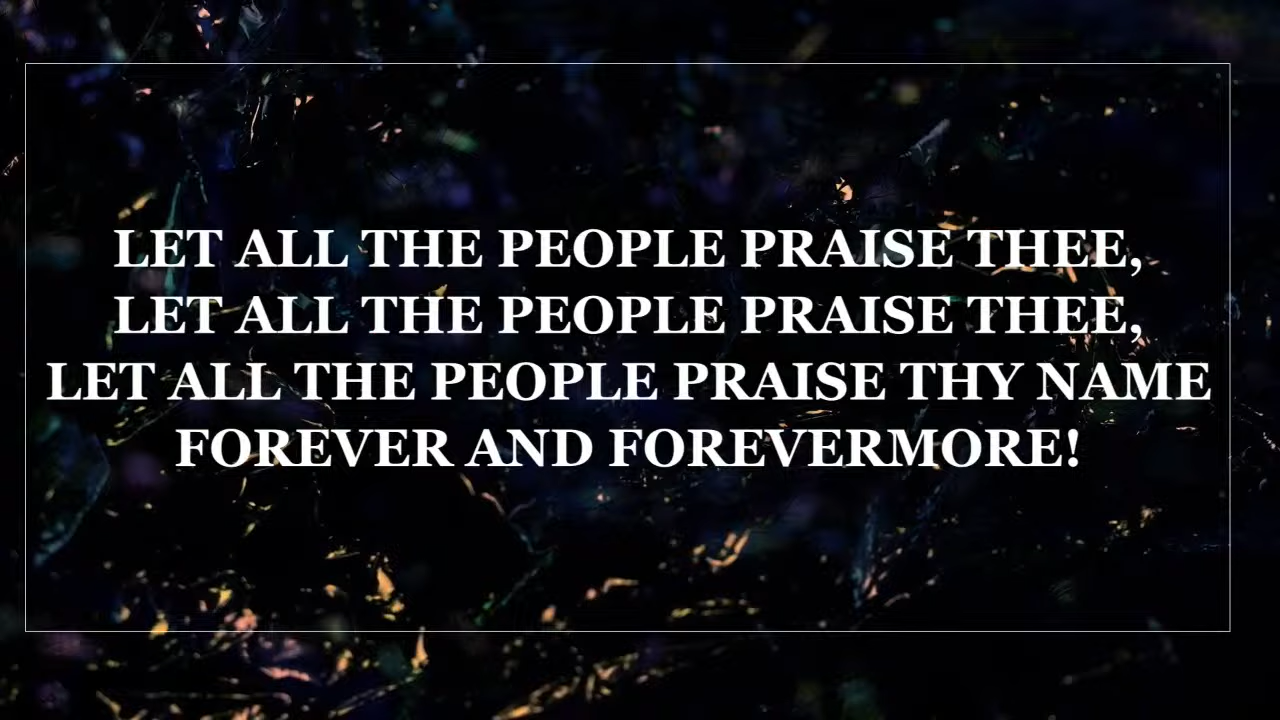 LET ALL THE PEOPLE PRAISE THEE,
LET ALL THE PEOPLE PRAISE THEE,
LET ALL THE PEOPLE PRAISE THY NAME
FOREVER AND FOREVERMORE!